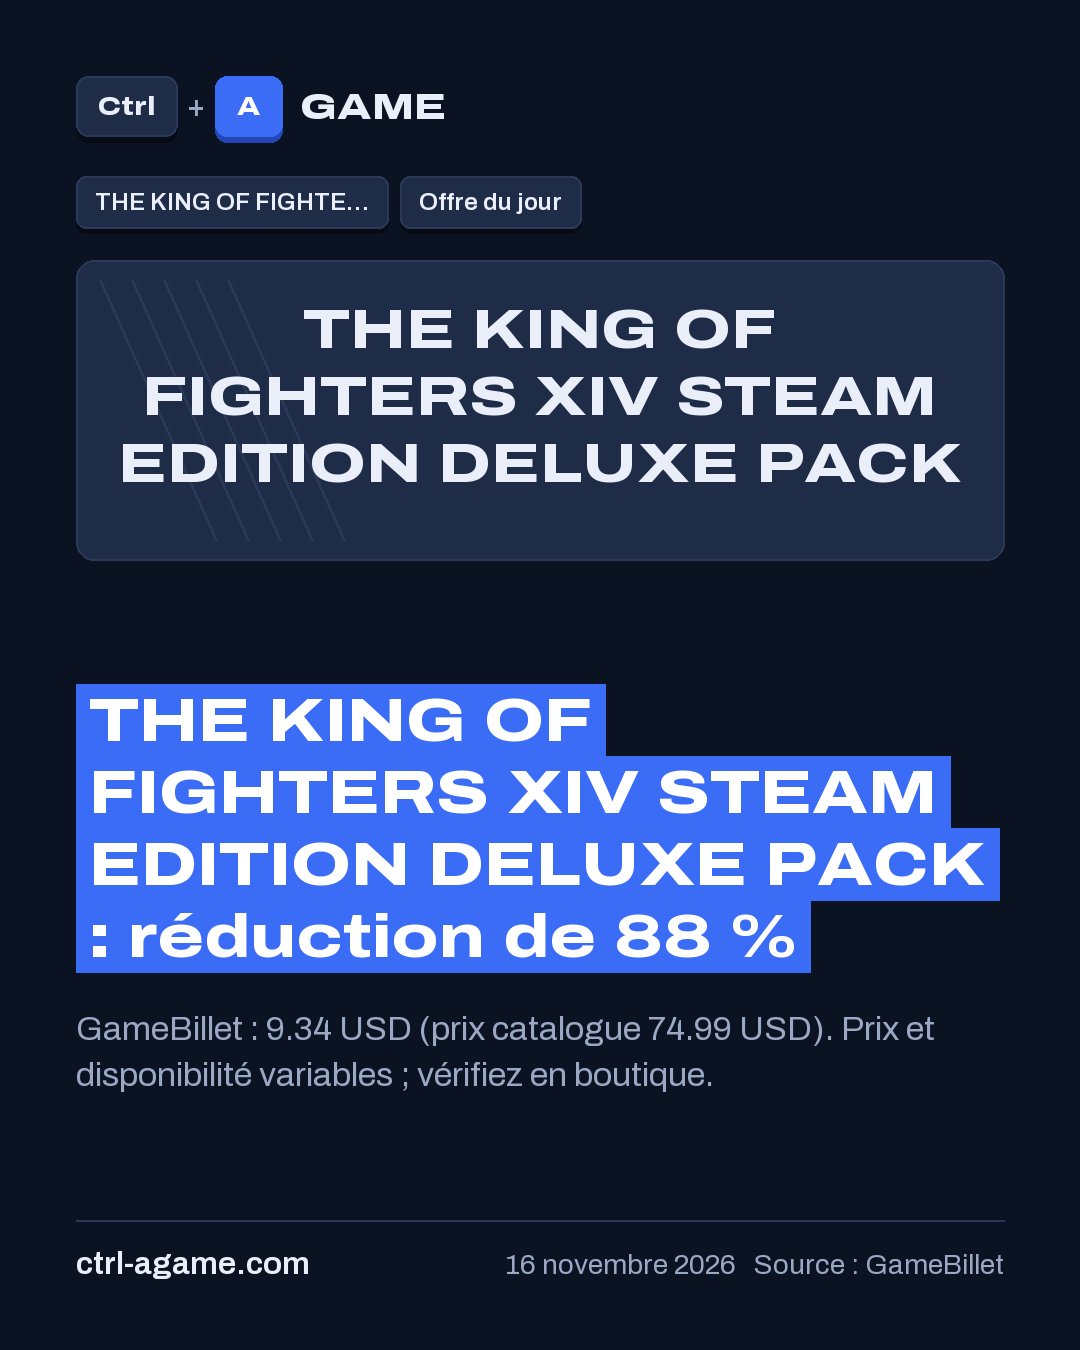 Ctrl + A GAME
THE KING OF FIGHTE... Offre du jour
THE KING OF
FIGHTERS XIV STEAM
EDITION DELUXE PACK
THE KING OF
FIGHTERS XIV STEAM
EDITION DELUXE PACK
: réduction de 88 %
GameBillet : 9.34 USD (prix catalogue 74.99 USD). Prix et
disponibilité variables ; vérifiez en boutique.
ctrl-agame.com 16 novembre 2026 Source : GameBillet